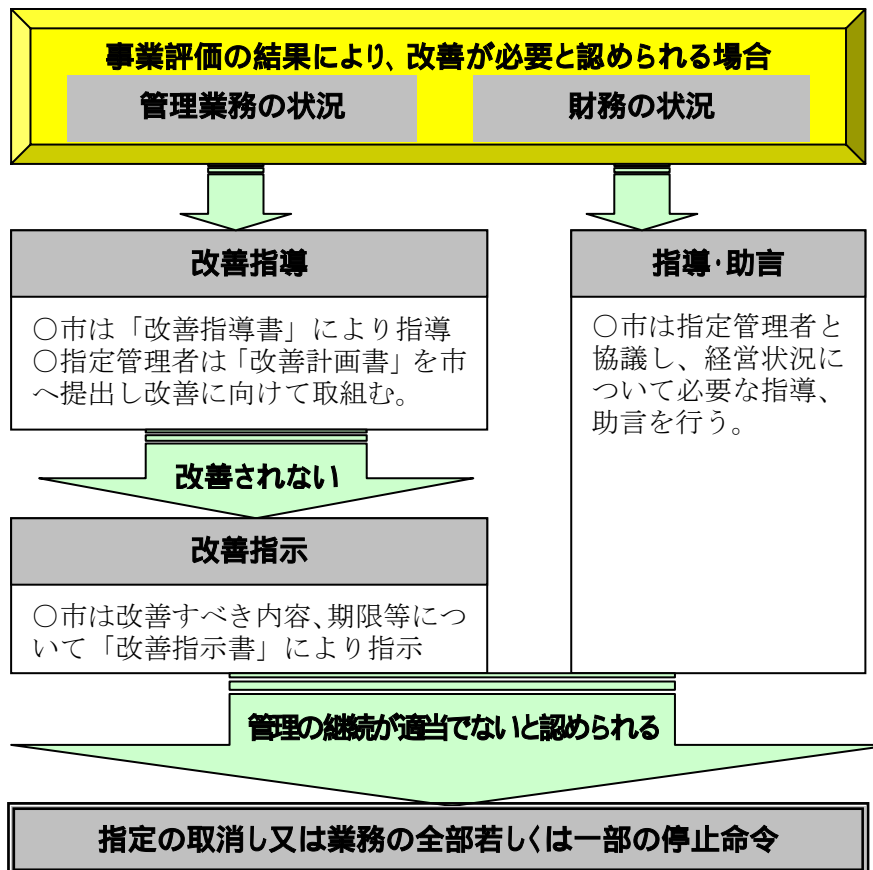 事業評価の結果により、改善が必要と認められる場合
管理業務の状況
財務の状況
改善指導
○市は「改善指導書」により指導
○指定管理者は「改善計画書」を市
へ提出し改善に向けて取組む。
指導・助言
○市は指定管理者と
協議し、経営状況に
ついて必要な指導、
助言を行う。
改善されない
改善指示
○市は改善すべき内容、期限等につ
いて「改善指示書」により指示
管理の継続が適当でないと認められる
指定の取消し又は業務の全部若しくは一部の停止命令